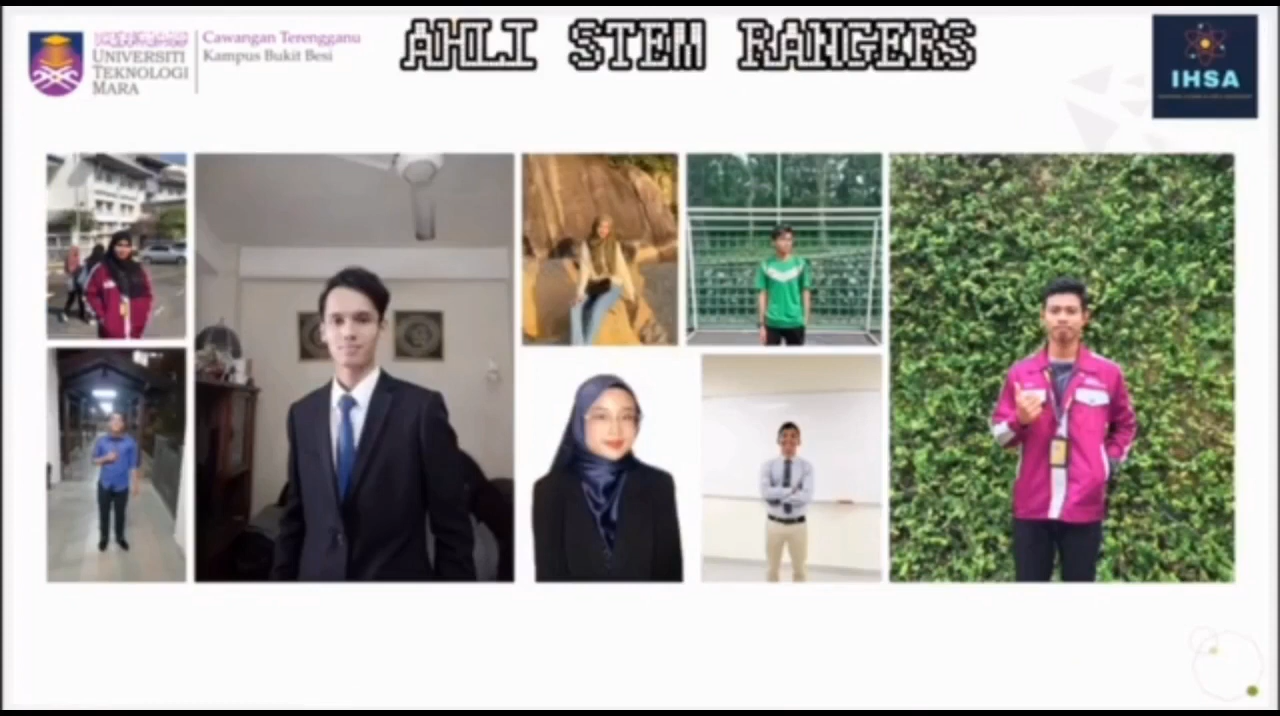 AHLI STEM RANGERS
UNIVERSITI
TEKNOLOGI
MARA
Cawangan Terengganu
Kampus Bukit Besi
IHSA